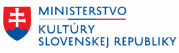 MINISTERSTVO
KULTÚRY
SLOVENSKEJ REPUBLIKY